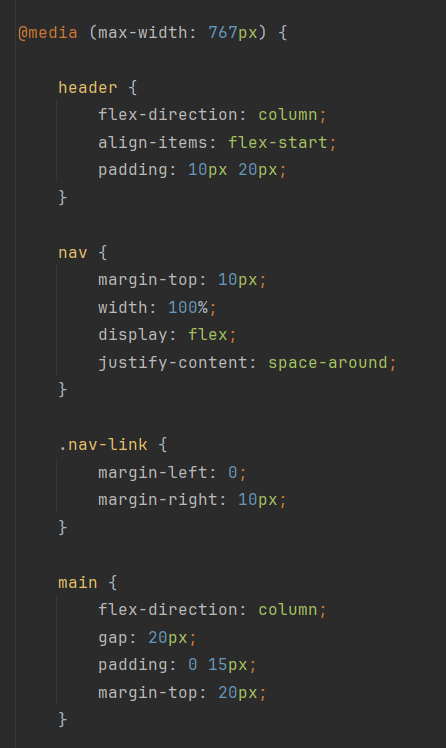 @media (max-width: 767px) {

    header {
        flex-direction: column;
        align-items: flex-start;
        padding: 10px 20px;
    }

    nav {
        margin-top: 10px;
        width: 100%;
        display: flex;
        justify-content: space-around;
    }

    .nav-link {
        margin-left: 0;
        margin-right: 10px;
    }

    main {
        flex-direction: column;
        gap: 20px;
        padding: 0 15px;
        margin-top: 20px;
    }